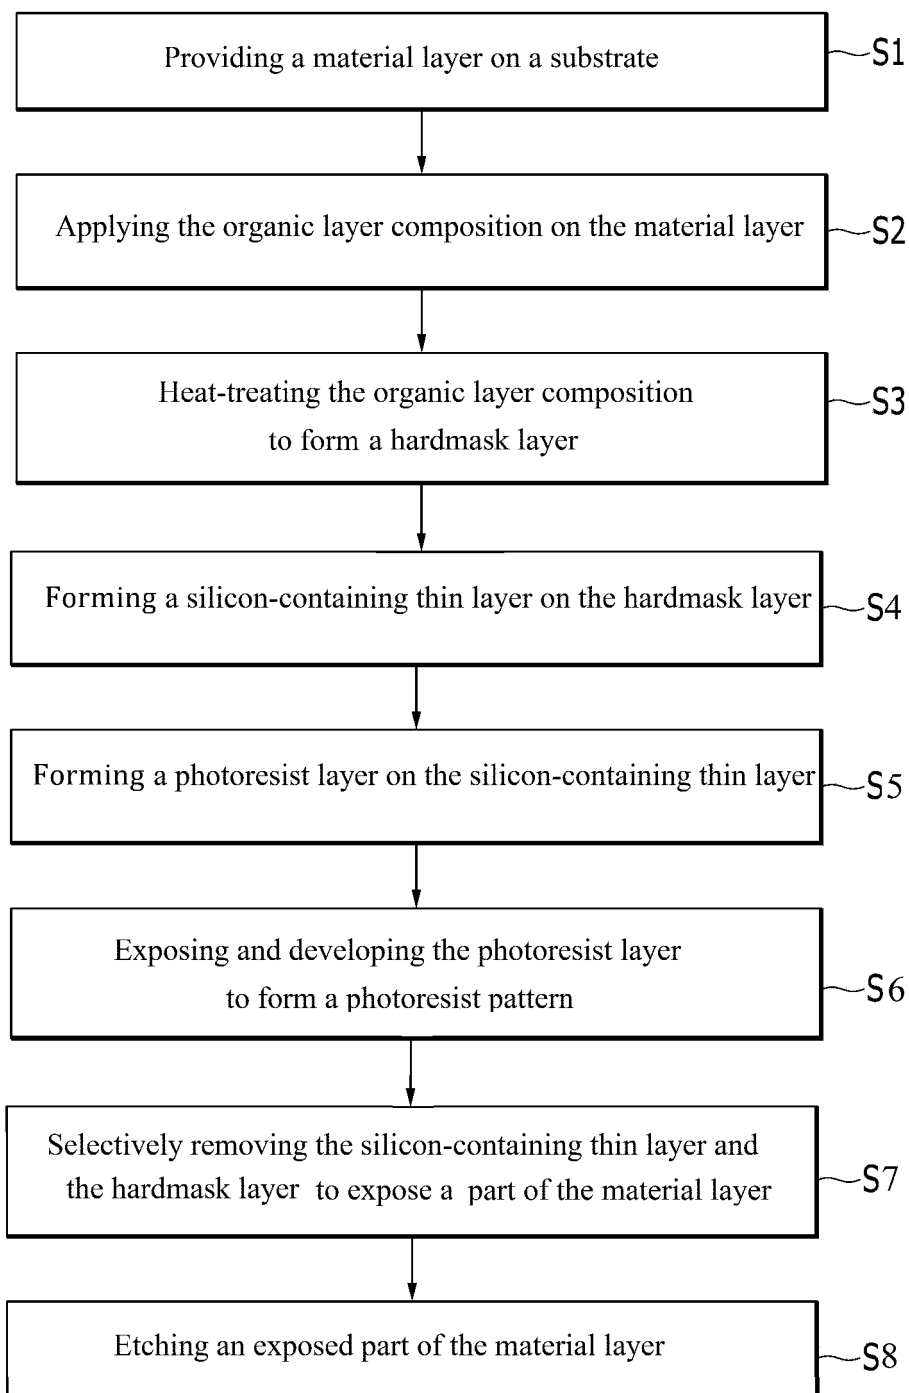 Providing a material layer on a substrate
S1
Applying the organic layer composition on the material layer
S2
Heat-treating the organic layer composition
to form a hardmask layer
S3
Forming a silicon-containing thin layer on the hardmask layer
S4
Forming a photoresist layer on the silicon-containing thin layer
S5
Exposing and developing the photoresist layer
to form a photoresist pattern
S6
Selectively removing the silicon-containing thin layer and
the hardmask layer to expose a part of the material layer
S7
Etching an exposed part of the material layer
S8